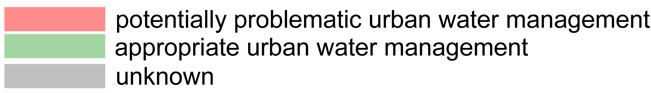 potentially problematic urban water management
appropriate urban water management
unknown